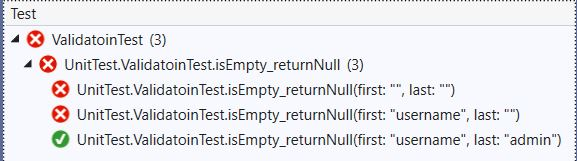 Test
ValidatoinTest (3)
UnitTest.ValidatoinTest.isEmpty_returnNull (3)
UnitTest.ValidatoinTest.isEmpty_returnNull(first: "", last: "")
UnitTest.ValidatoinTest.isEmpty_returnNull(first: "username", last: "")
UnitTest.ValidatoinTest.isEmpty_returnNull(first: "username", last: "admin")